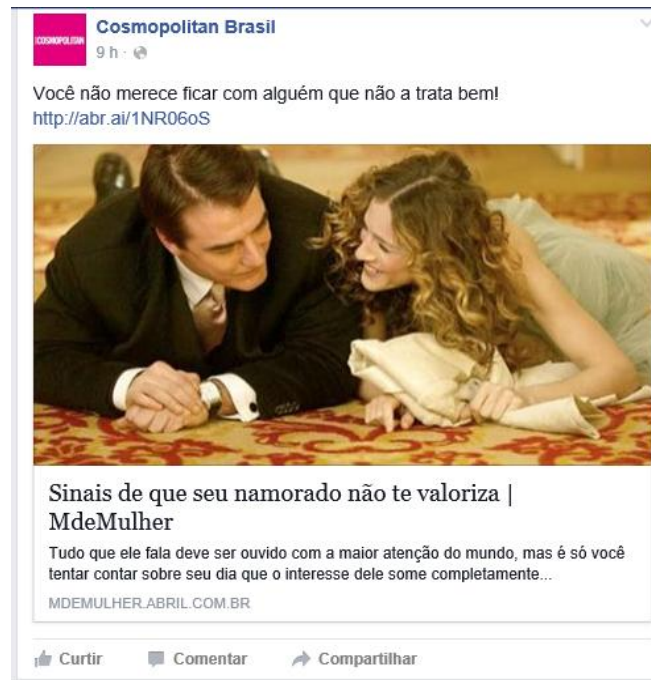 COSMOPOLITAN
Cosmopolitan Brasil
9 h ·
Você não merece ficar com alguém que não a trata bem!
http://abr.ai/1NR06oS
Sinais de que seu namorado não te valoriza |
MdeMulher
Tudo que ele fala deve ser ouvido com a maior atenção do mundo, mas é só você
tentar contar sobre seu dia que o interesse dele some completamente...
MDEMULHER.ABRIL.COM.BR
Curtir Comentar Compartilhar